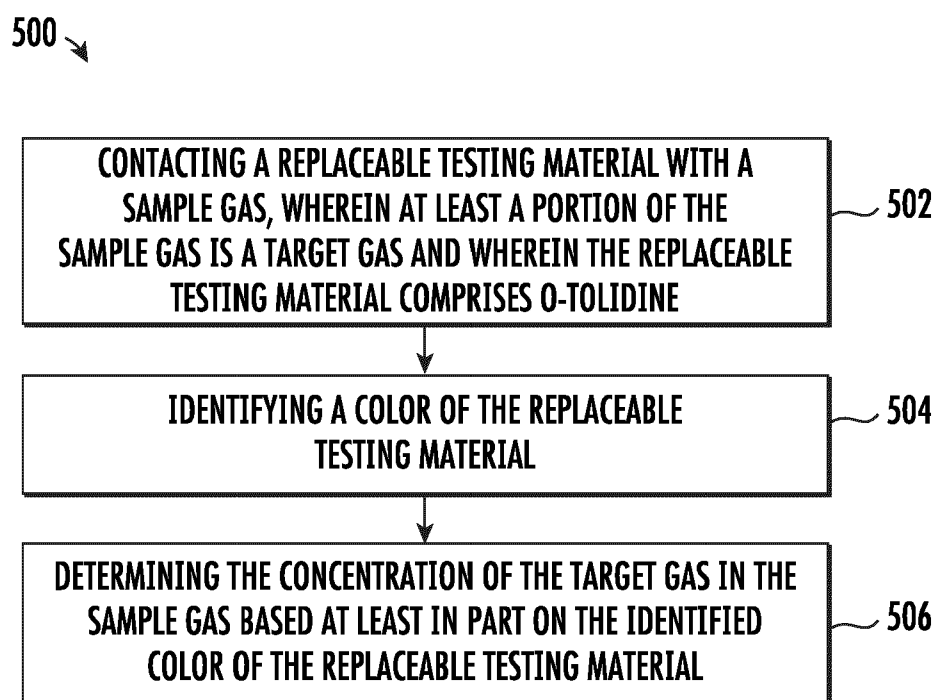 500
CONTACTING A REPLACEABLE TESTING MATERIAL WITH A
SAMPLE GAS, WHEREIN AT LEAST A PORTION OF THE
SAMPLE GAS IS A TARGET GAS AND WHEREIN THE REPLACEABLE
TESTING MATERIAL COMPRISES O-TOLIDINE
502
IDENTIFYING A COLOR OF THE REPLACEABLE
TESTING MATERIAL
504
DETERMINING THE CONCENTRATION OF THE TARGET GAS IN THE
SAMPLE GAS BASED AT LEAST IN PART ON THE IDENTIFIED
COLOR OF THE REPLACEABLE TESTING MATERIAL
506